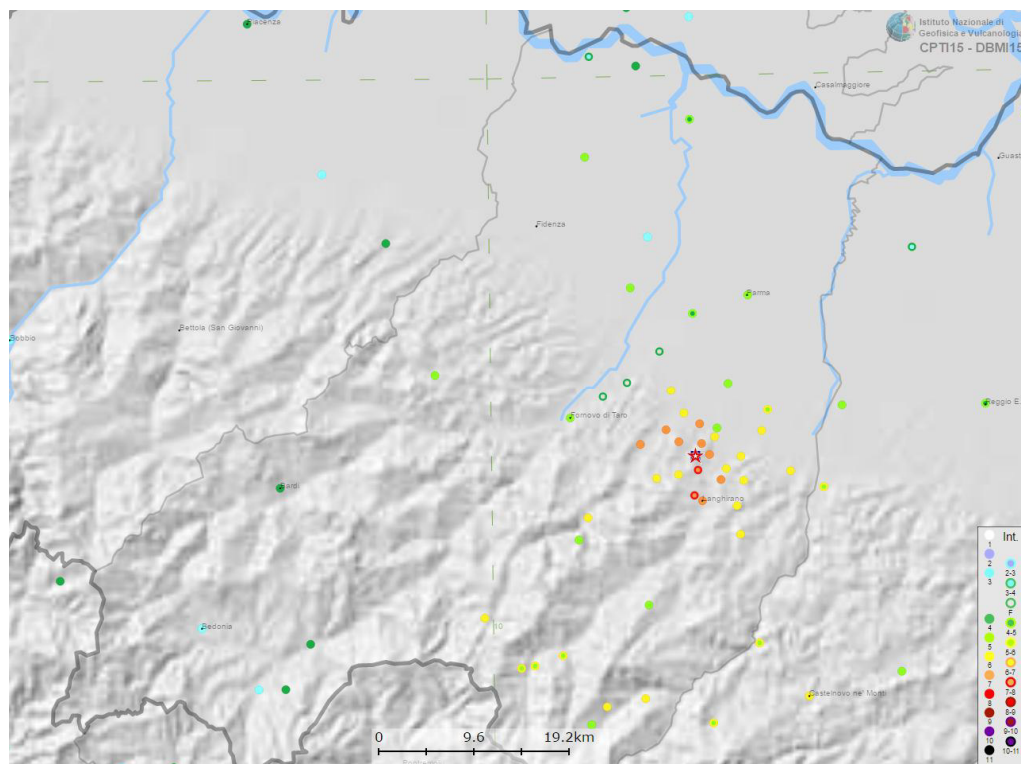 Piacenza
Istituto Nazionale di
Geofisica e Vulcanologia
CPTI15 - DBMI15
Casalmaggiore
Guast
Fidenza
Parma
Bettola (San Giovanni)
Bobbio
Reggio E.
Fornovo di Taro
Langhirano
Bardi
Int.
1
2
2-3
3
3-4
F
4
4-5
5
5-6
6
6-7
7
7-8
8
8-9
9
9-10
10
10-11
11
10
Bedonia
Castelnovo ne' Monti
0 9.6 19.2km